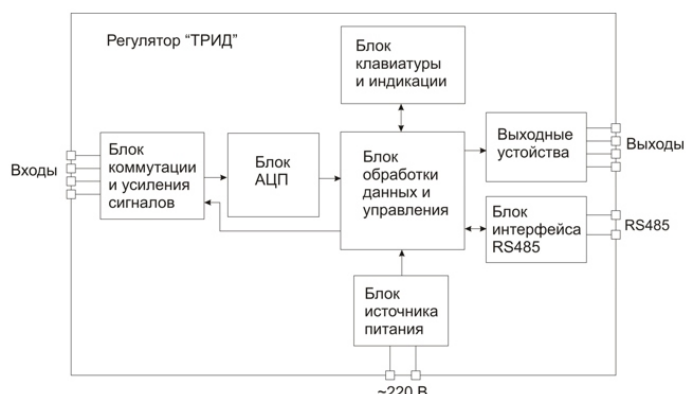 Регулятор “ТРИД”
Блок
клавиатуры
и индикации
Входы
Блок
коммутации
и усиления
сигналов
Блок
АЦП
Блок
обработки
данных и
управления
Выходные
устройства
Выходы
Блок
интерфейса
RS485
RS485
Блок
источника
питания
~220 В